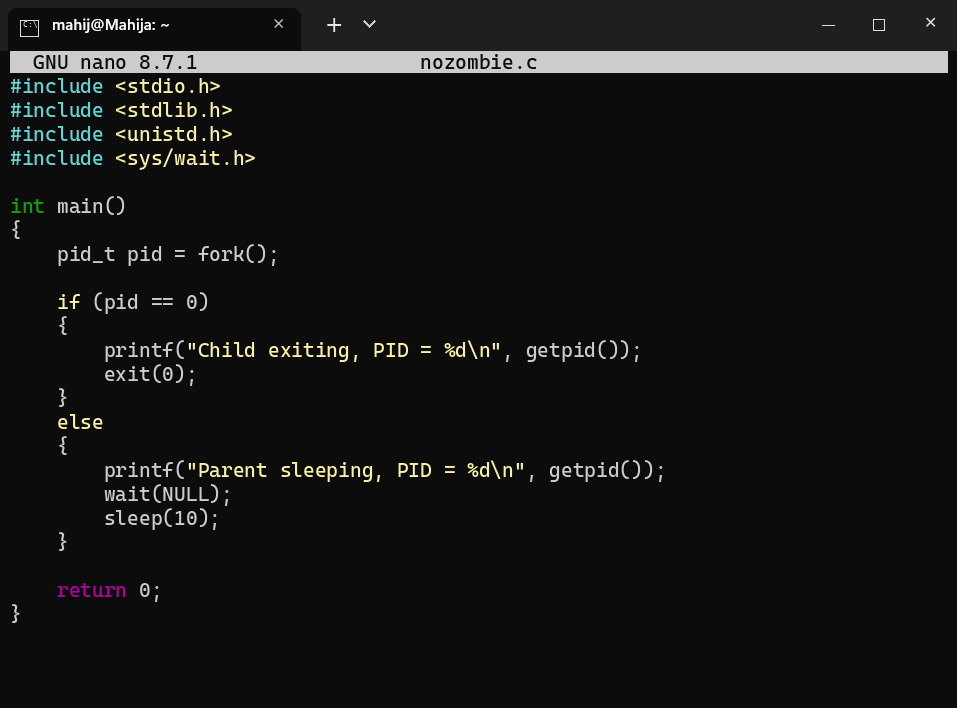 mahij@Mahija: ~
GNU nano 8.7.1 nozombie.c
#include <stdio.h>
#include <stdlib.h>
#include <unistd.h>
#include <sys/wait.h>

int main()
{
    pid_t pid = fork();

    if (pid == 0)
    {
        printf("Child exiting, PID = %d\n", getpid());
        exit(0);
    }
    else
    {
        printf("Parent sleeping, PID = %d\n", getpid());
        wait(NULL);
        sleep(10);
    }

    return 0;
}